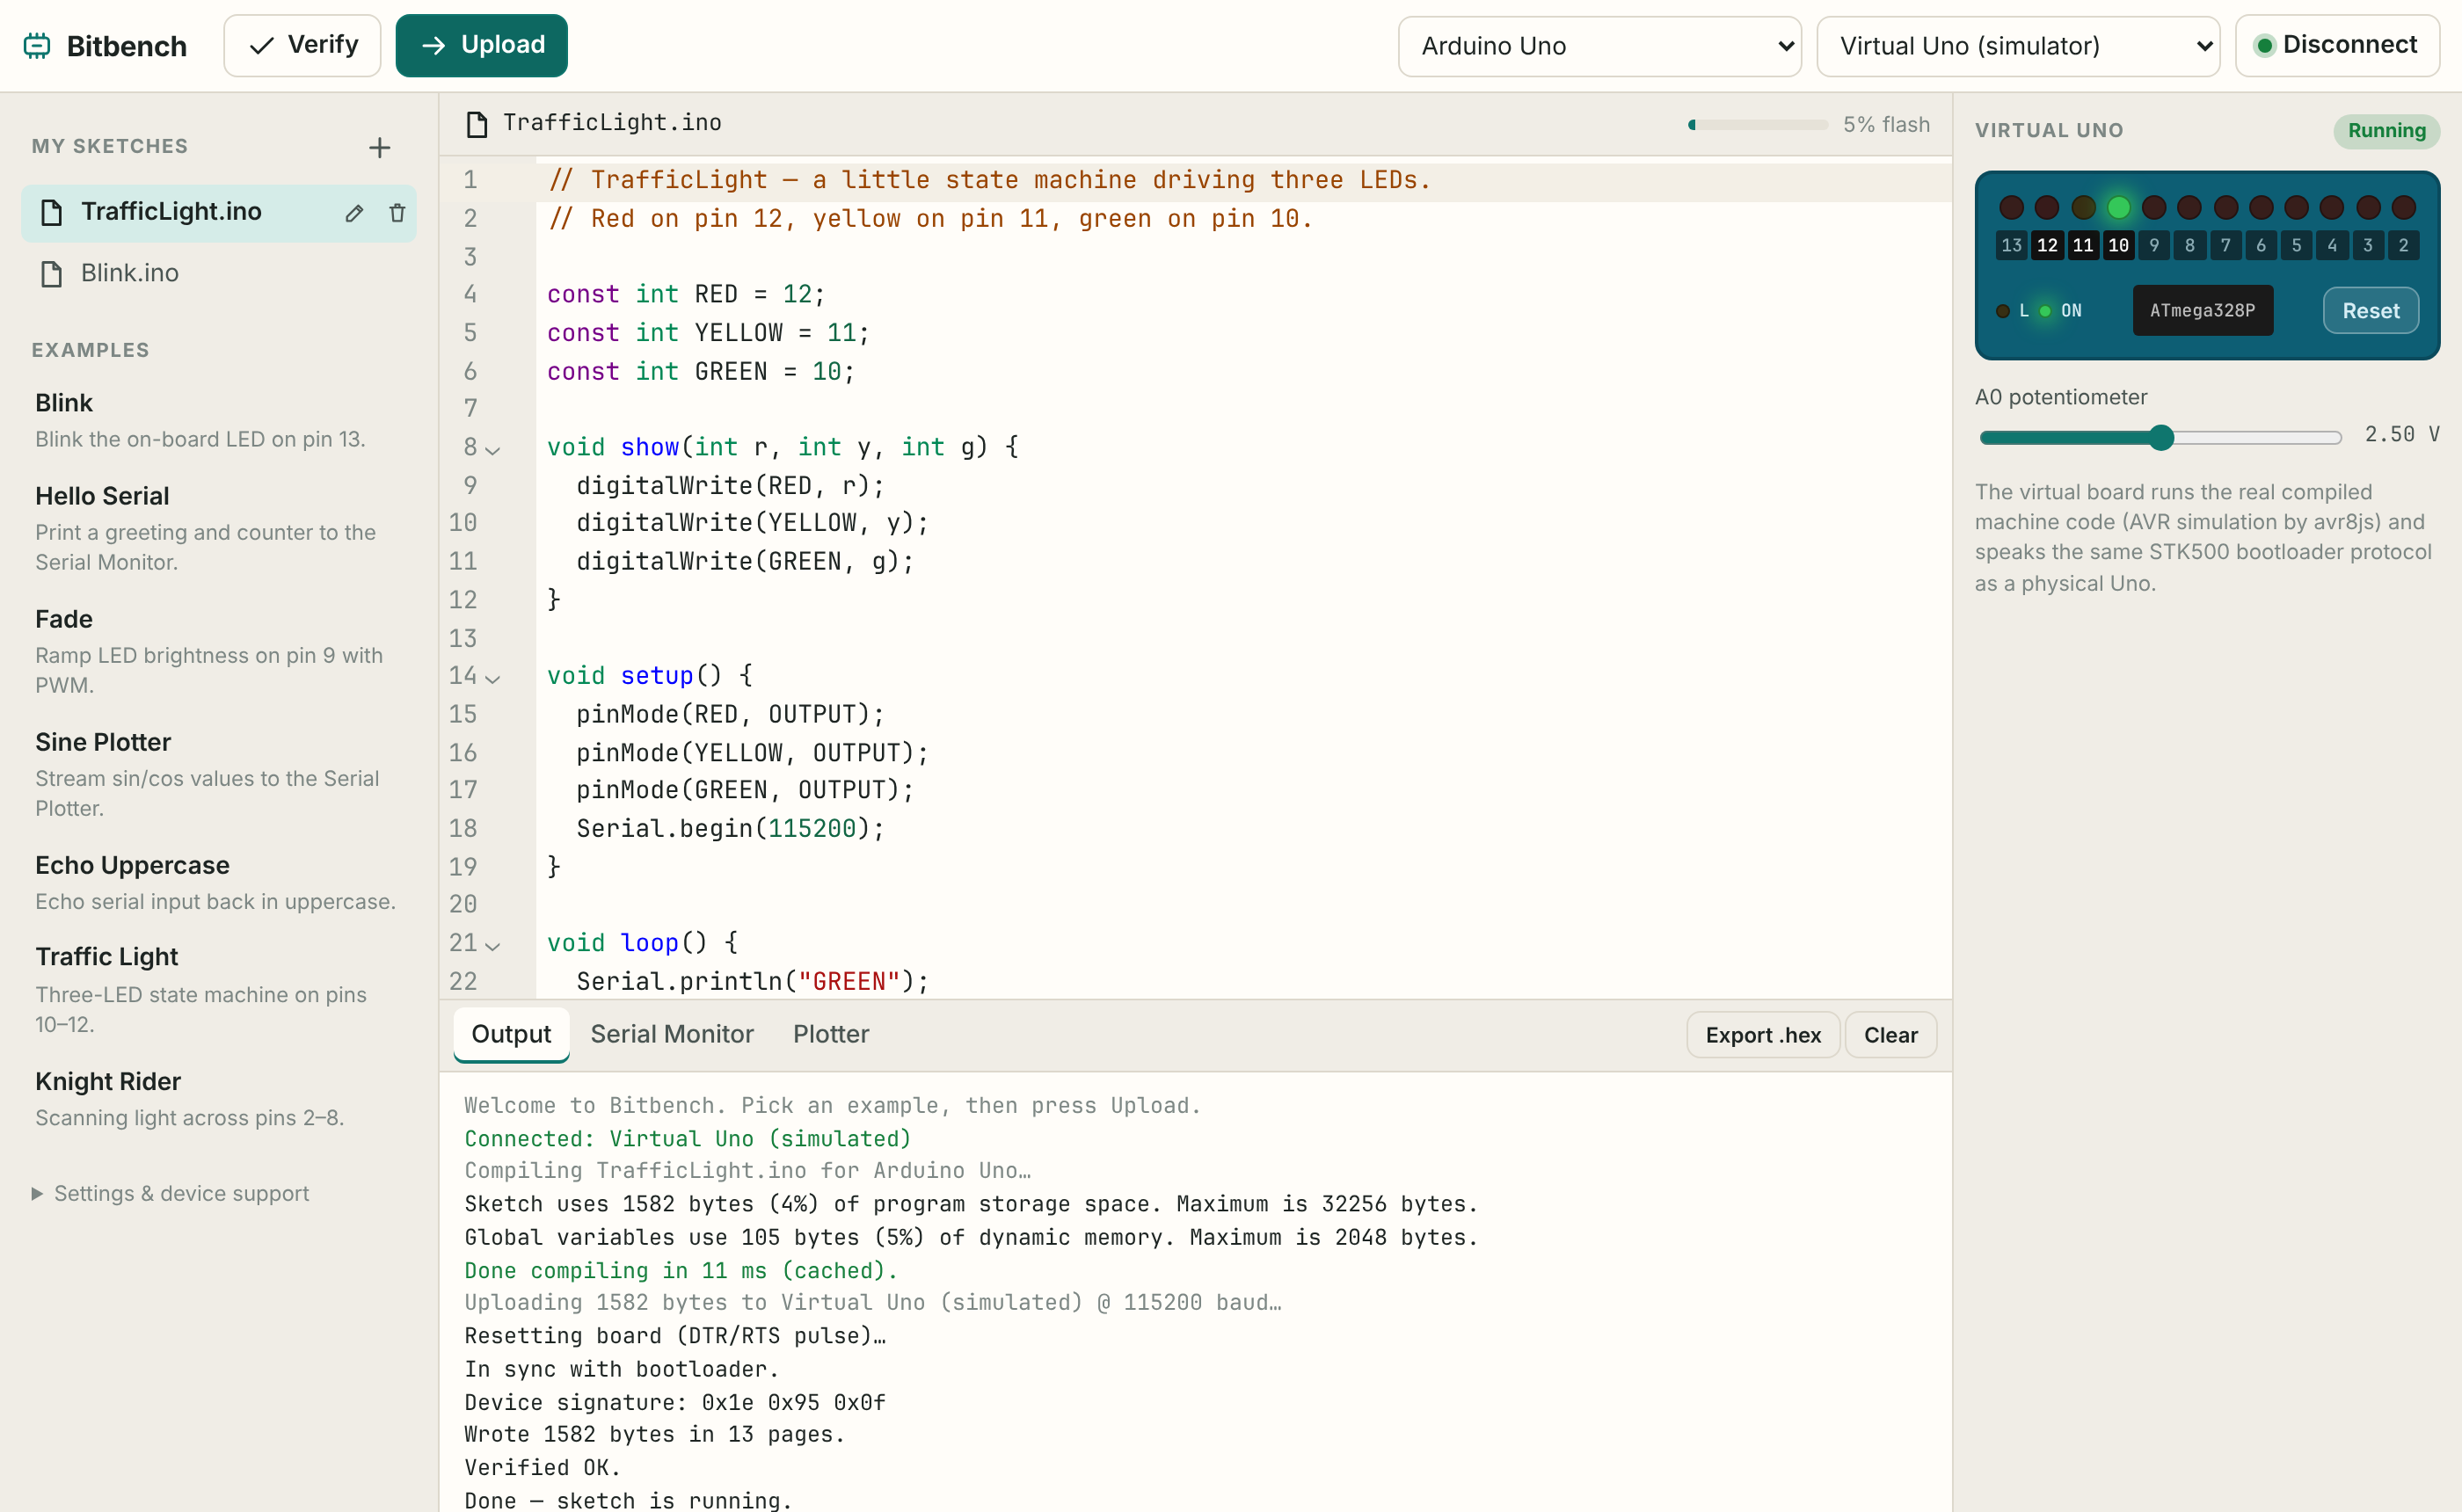 Bitbench
Verify
Upload
Arduino Uno
Virtual Uno (simulator)
Disconnect
MY SKETCHES
TrafficLight.ino
Blink.ino
EXAMPLES
Blink
Blink the on-board LED on pin 13.
Hello Serial
Print a greeting and counter to the
Serial Monitor.
Fade
Ramp LED brightness on pin 9 with
PWM.
Sine Plotter
Stream sin/cos values to the Serial
Plotter.
Echo Uppercase
Echo serial input back in uppercase.
Traffic Light
Three-LED state machine on pins
10–12.
Knight Rider
Scanning light across pins 2–8.
Settings & device support
TrafficLight.ino
5% flash
1 // TrafficLight — a little state machine driving three LEDs.
2 // Red on pin 12, yellow on pin 11, green on pin 10.
3
4 const int RED = 12;
5 const int YELLOW = 11;
6 const int GREEN = 10;
7
8 void show(int r, int y, int g) {
9   digitalWrite(RED, r);
10   digitalWrite(YELLOW, y);
11   digitalWrite(GREEN, g);
12 }
13
14 void setup() {
15   pinMode(RED, OUTPUT);
16   pinMode(YELLOW, OUTPUT);
17   pinMode(GREEN, OUTPUT);
18   Serial.begin(115200);
19 }
20
21 void loop() {
22   Serial.println("GREEN");
Output
Serial Monitor
Plotter
Export .hex
Clear
Welcome to Bitbench. Pick an example, then press Upload.
Connected: Virtual Uno (simulated)
Compiling TrafficLight.ino for Arduino Uno…
Sketch uses 1582 bytes (4%) of program storage space. Maximum is 32256 bytes.
Global variables use 105 bytes (5%) of dynamic memory. Maximum is 2048 bytes.
Done compiling in 11 ms (cached).
Uploading 1582 bytes to Virtual Uno (simulated) @ 115200 baud…
Resetting board (DTR/RTS pulse)…
In sync with bootloader.
Device signature: 0x1e 0x95 0x0f
Wrote 1582 bytes in 13 pages.
Verified OK.
Done — sketch is running.
VIRTUAL UNO
Running
13 12 11 10 9 8 7 6 5 4 3 2
L ON
ATmega328P
Reset
A0 potentiometer
2.50 V
The virtual board runs the real compiled
machine code (AVR simulation by avr8js) and
speaks the same STK500 bootloader protocol
as a physical Uno.